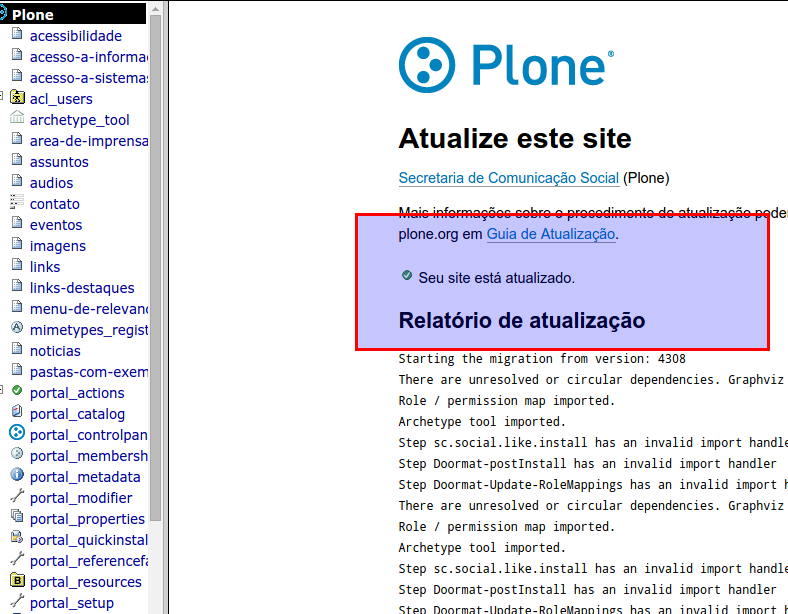 Plone
acessibilidade
acesso-a-informac
acesso-a-sistemas
acl_users
archetype_tool
area-de-imprensa
assuntos
audios
contato
eventos
imagens
links
links-destaques
menu-de-relevanc
mimetypes_regist
noticias
pastas-com-exem
portal_actions
portal_catalog
portal_controlpan
portal_membersh
portal_metadata
portal_modifier
portal_properties
portal_quickinstal
portal_referencefa
portal_resources
portal_setup
Plone®
Atualize este site
Secretaria de Comunicação Social (Plone)
Mais informações sobre o procedimento de atualização poder
plone.org em Guia de Atualização.
Seu site está atualizado.
Relatório de atualização
Starting the migration from version: 4308
There are unresolved or circular dependencies. Graphviz
Role / permission map imported.
Archetype tool imported.
Step sc.social.like.install has an invalid import handle
Step Doormat-postInstall has an invalid import handler
Step Doormat-Update-RoleMappings has an invalid import h
There are unresolved or circular dependencies. Graphviz
Role / permission map imported.
Archetype tool imported.
Step sc.social.like.install has an invalid import handle
Step Doormat-postInstall has an invalid import handler
Step Doormat-Update-RoleMappings has an invalid import h